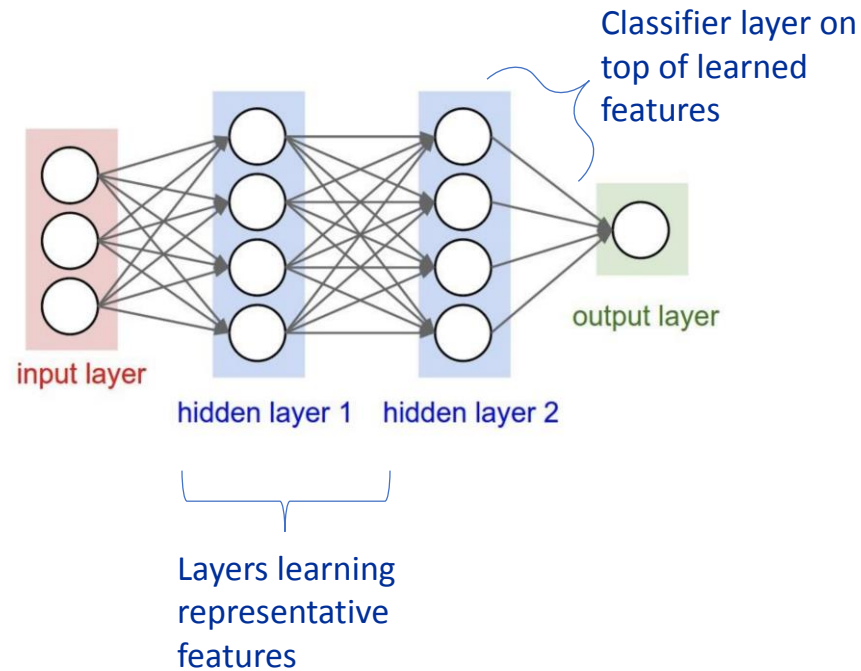 Classifier layer on
top of learned
features
input layer
hidden layer 1
hidden layer 2
output layer
Layers learning
representative
features